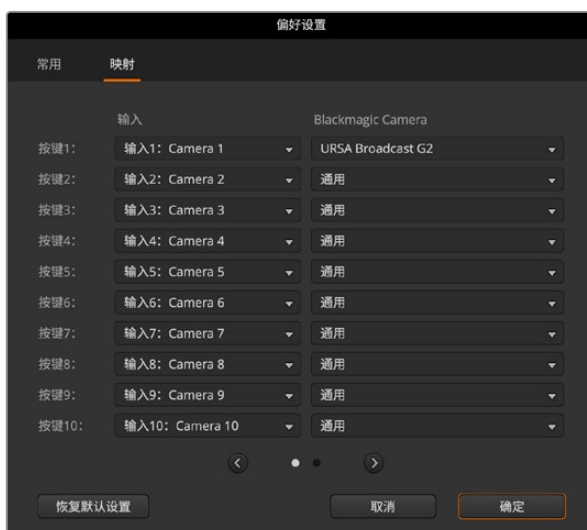 偏好设置
常用 映射
输入 Blackmagic Camera
按键1: 输入1: Camera 1 URSA Broadcast G2
按键2: 输入2: Camera 2 通用
按键3: 输入3: Camera 3 通用
按键4: 输入4: Camera 4 通用
按键5: 输入5: Camera 5 通用
按键6: 输入6: Camera 6 通用
按键7: 输入7: Camera 7 通用
按键8: 输入8: Camera 8 通用
按键9: 输入9: Camera 9 通用
按键10: 输入10: Camera 10 通用
恢复默认设置 取消 确定